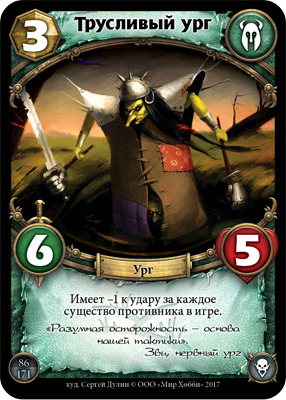 3
Трусливый ург
6
5
Ург
Имеет –1 к удару за каждое
существо противника в игре.
«Разумная осторожность – основа
нашей тактики».
Зви, нервный ург
86
171
худ. Сергей Дулин © ООО «Мир Хобби» 2017